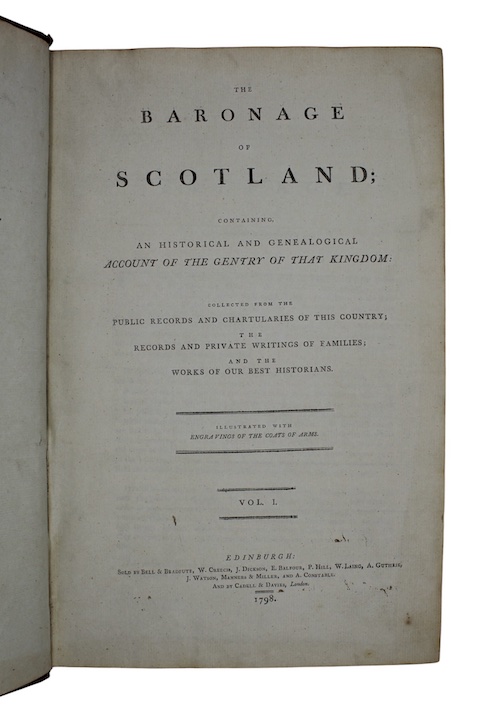 THE
BARONAGE
OF
SCOTLAND;
CONTAINING,
AN HISTORICAL AND GENEALOGICAL
ACCOUNT OF THE GENTRY OF THAT KINGDOM:
COLLECTED FROM THE
PUBLIC RECORDS AND CHARTULARIES OF THIS COUNTRY;
THE
RECORDS AND PRIVATE WRITINGS OF FAMILIES;
AND THE
WORKS OF OUR BEST HISTORIANS.
ILLUSTRATED WITH
ENGRAVINGS OF THE COATS OF ARMS.
VOL. I.
EDINBURGH:
SOLD BY BELL & BRADFUTE, W. CREECH, J. DICKSON, E. BALFOUR, P. HILL, W. LAING, A. GUTHRIE,
J. WATSON, MANNERS & MILLER, AND A. CONSTABLE.
AND BY CADELL & DAVIES, London.
1798.